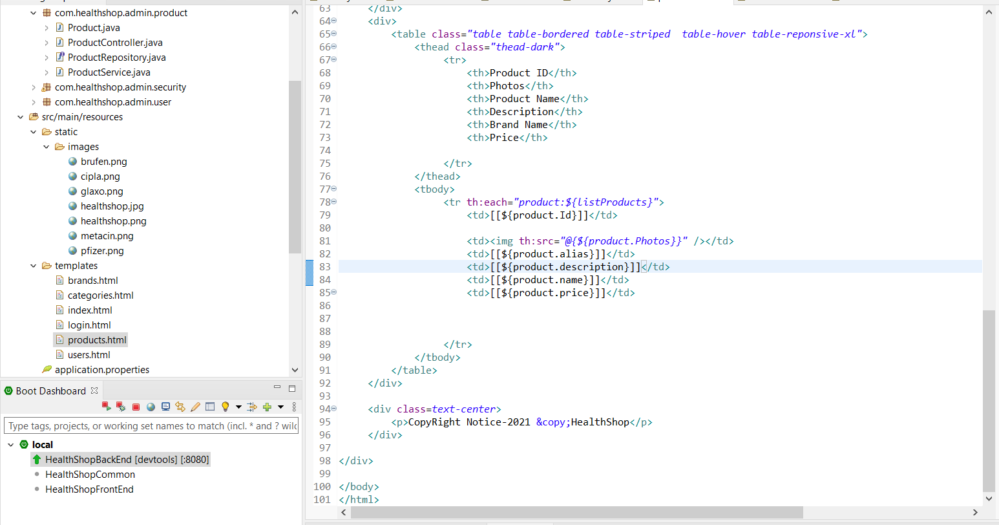 com.healthshop.admin.product
Product.java
ProductController.java
ProductRepository.java
ProductService.java
com.healthshop.admin.security
com.healthshop.admin.user
src/main/resources
static
images
brufen.png
cipla.png
glaxo.png
healthshop.jpg
healthshop.png
metacin.png
pfizer.png
templates
brands.html
categories.html
index.html
login.html
products.html
users.html
application.properties
Boot Dashboard
Type tags, projects, or working set names to match (incl. * and ? wilc
local
HealthShopBackEnd [devtools] [:8080]
HealthShopCommon
HealthShopFrontEnd
63 </div>
64 <div>
65 <table class="table table-bordered table-striped  table-hover table-reponsive-xl">
66 <thead class="thead-dark">
67 <tr>
68 <th>Product ID</th>
69 <th>Photos</th>
70 <th>Product Name</th>
71 <th>Description</th>
72 <th>Brand Name</th>
73 <th>Price</th>
74
75 </tr>
76 </thead>
77 <tbody>
78 <tr th:each="product:${listProducts}">
79 <td>[[${product.Id}]]</td>
80
81 <td><img th:src="@{${product.Photos}}" /></td>
82 <td>[[${product.alias}]]</td>
83 <td>[[${product.description}]]</td>
84 <td>[[${product.name}]]</td>
85 <td>[[${product.price}]]</td>
86
87
88
89 </tr>
90 </tbody>
91 </table>
92 </div>
93
94 <div class=text-center>
95 <p>CopyRight Notice-2021 &copy;HealthShop</p>
96 </div>
97
98 </div>
99
100 </body>
101 </html>